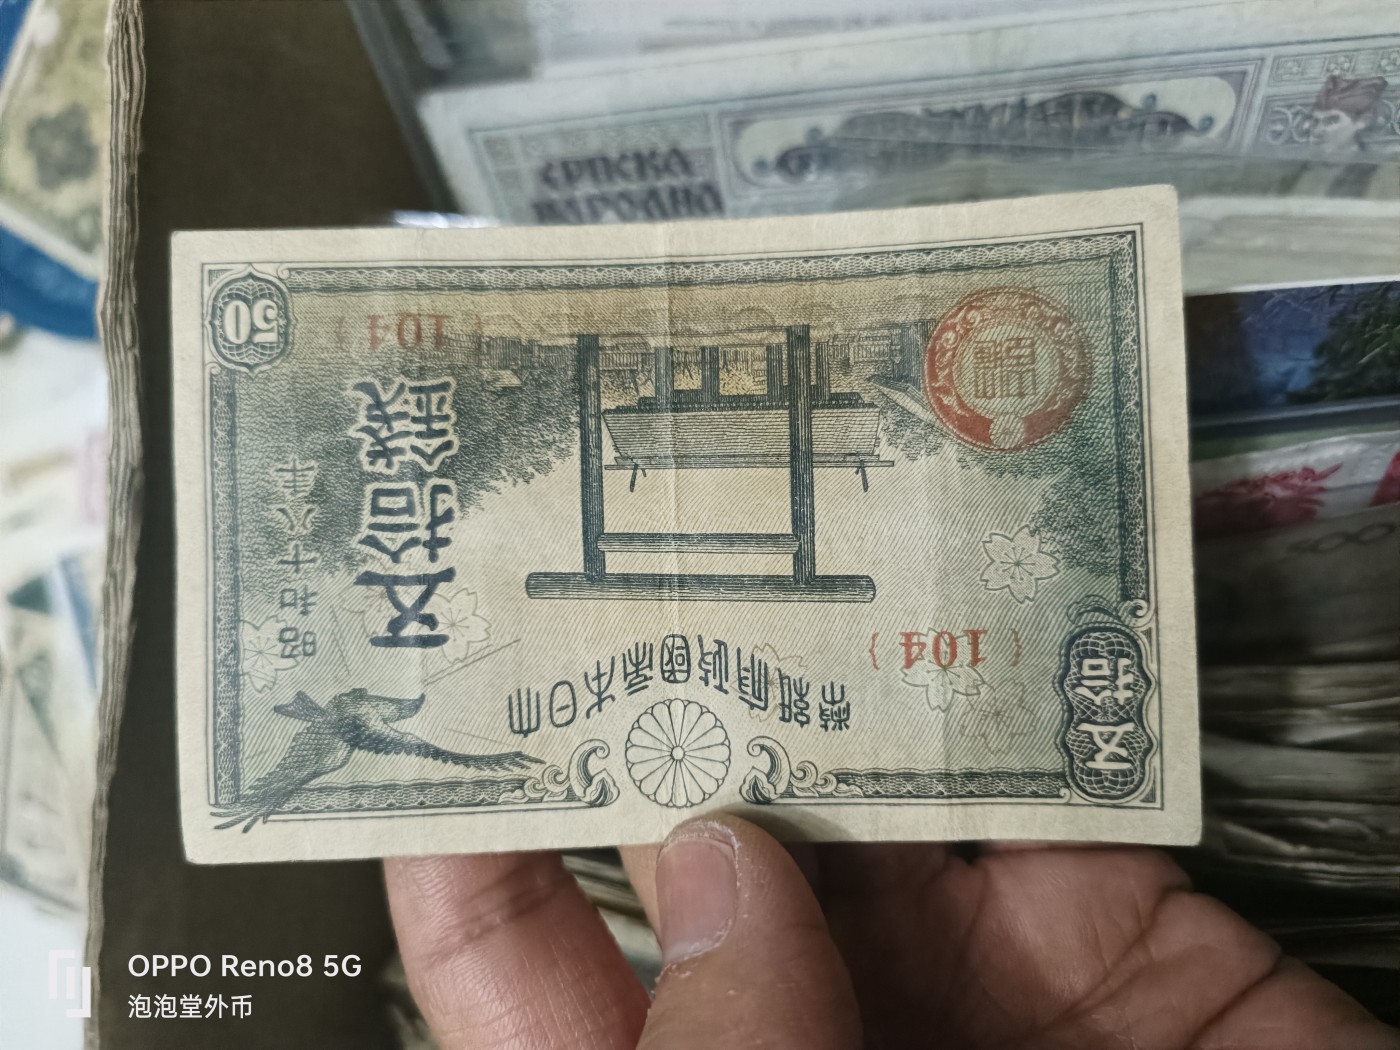 大日本帝國政府紙幣
五拾
{104}
五拾錢
昭和十八年
{104}
50
СРПСКА
НАРОДНА
OPPO Reno8 5G
泡泡堂外币